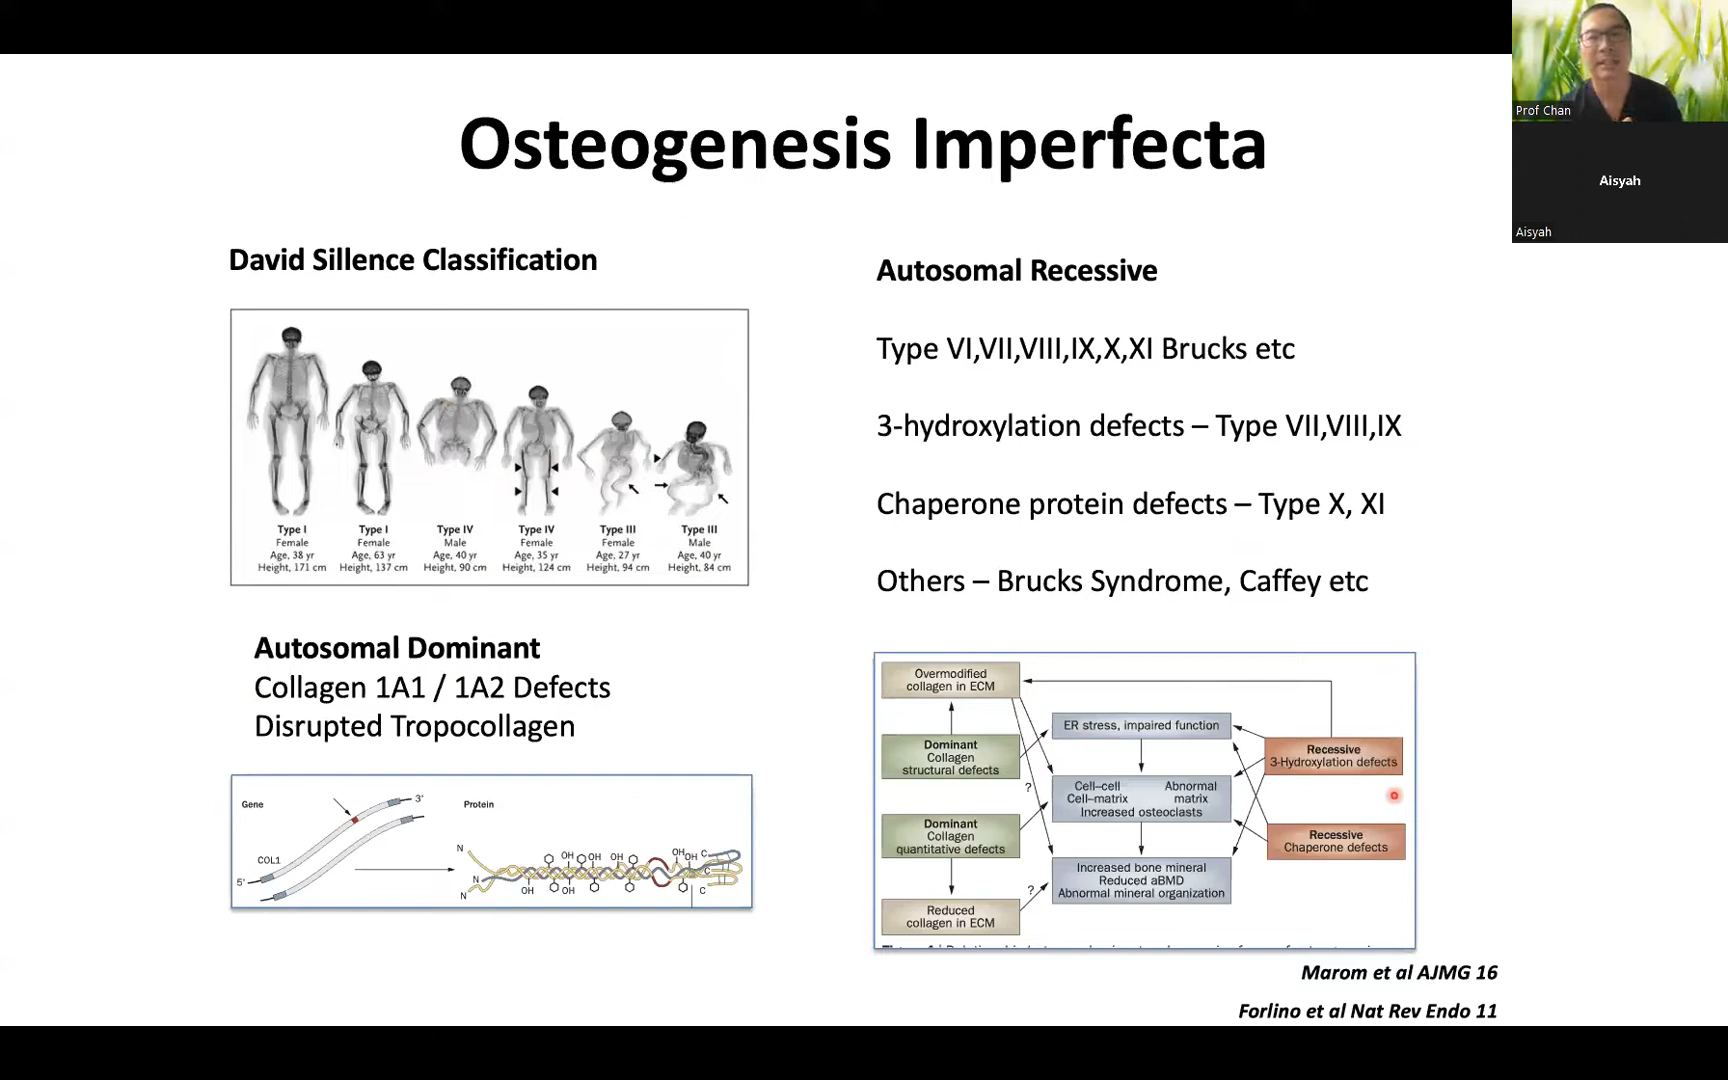 Osteogenesis Imperfecta
Prof Chan
Aisyah
Aisyah
David Sillence Classification
Type I
Female
Age, 38 yr
Height, 171 cm
Type I
Female
Age, 63 yr
Height, 137 cm
Type IV
Male
Age, 40 yr
Height, 90 cm
Type IV
Female
Age, 35 yr
Height, 124 cm
Type III
Female
Age, 27 yr
Height, 94 cm
Type III
Male
Age, 40 yr
Height, 84 cm
Autosomal Dominant
Collagen 1A1 / 1A2 Defects
Disrupted Tropocollagen
Gene
3'
COL1
5'
Protein
N
N
N
OH
OH
OH
OH
OH
OH
OH
C
C
C
Autosomal Recessive
Type VI,VII,VIII,IX,X,XI Brucks etc
3-hydroxylation defects – Type VII,VIII,IX
Chaperone protein defects – Type X, XI
Others – Brucks Syndrome, Caffey etc
Overmodified
collagen in ECM
Dominant
Collagen
structural defects
?
Dominant
Collagen
quantitative defects
?
Reduced
collagen in ECM
ER stress, impaired function
Cell–cell Abnormal
Cell–matrix matrix
Increased osteoclasts
Increased bone mineral
Reduced aBMD
Abnormal mineral organization
Recessive
3-Hydroxylation defects
Recessive
Chaperone defects
Marom et al AJMG 16
Forlino et al Nat Rev Endo 11